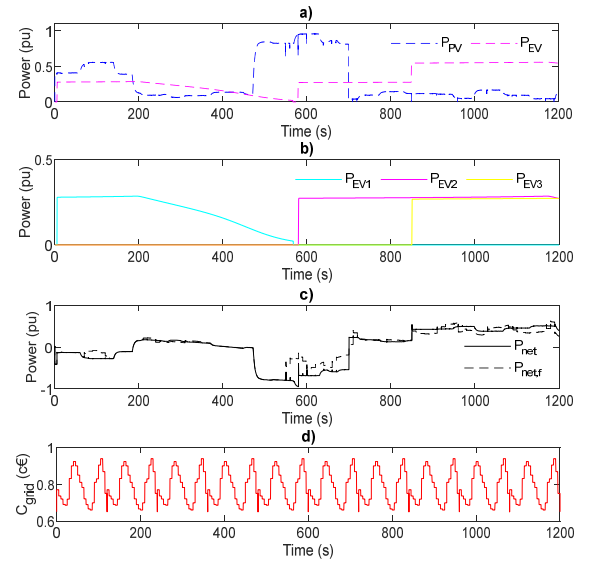 a)
Power (pu)
1
0.5
0
P_PV P_EV
0 200 400 600 800 1000 1200
Time (s)
b)
Power (pu)
0.5
0
P_EV1 P_EV2 P_EV3
0 200 400 600 800 1000 1200
Time (s)
c)
Power (pu)
1
0
-1
P_net
P_net,f
0 200 400 600 800 1000 1200
Time (s)
d)
C_grid (c€)
1
0.8
0.6
0 200 400 600 800 1000 1200
Time (s)